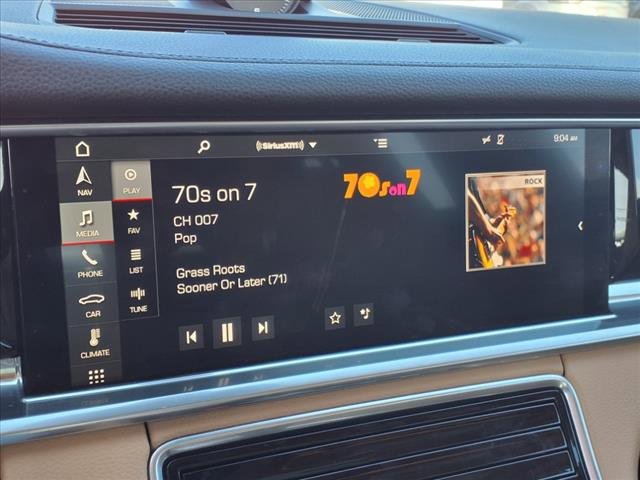 SiriusXM
9:04 AM
NAV
PLAY
MEDIA
FAV
PHONE
LIST
CAR
TUNE
CLIMATE
70s on 7
CH 007
Pop
Grass Roots
Sooner Or Later (71)
70s on 7
ROCK